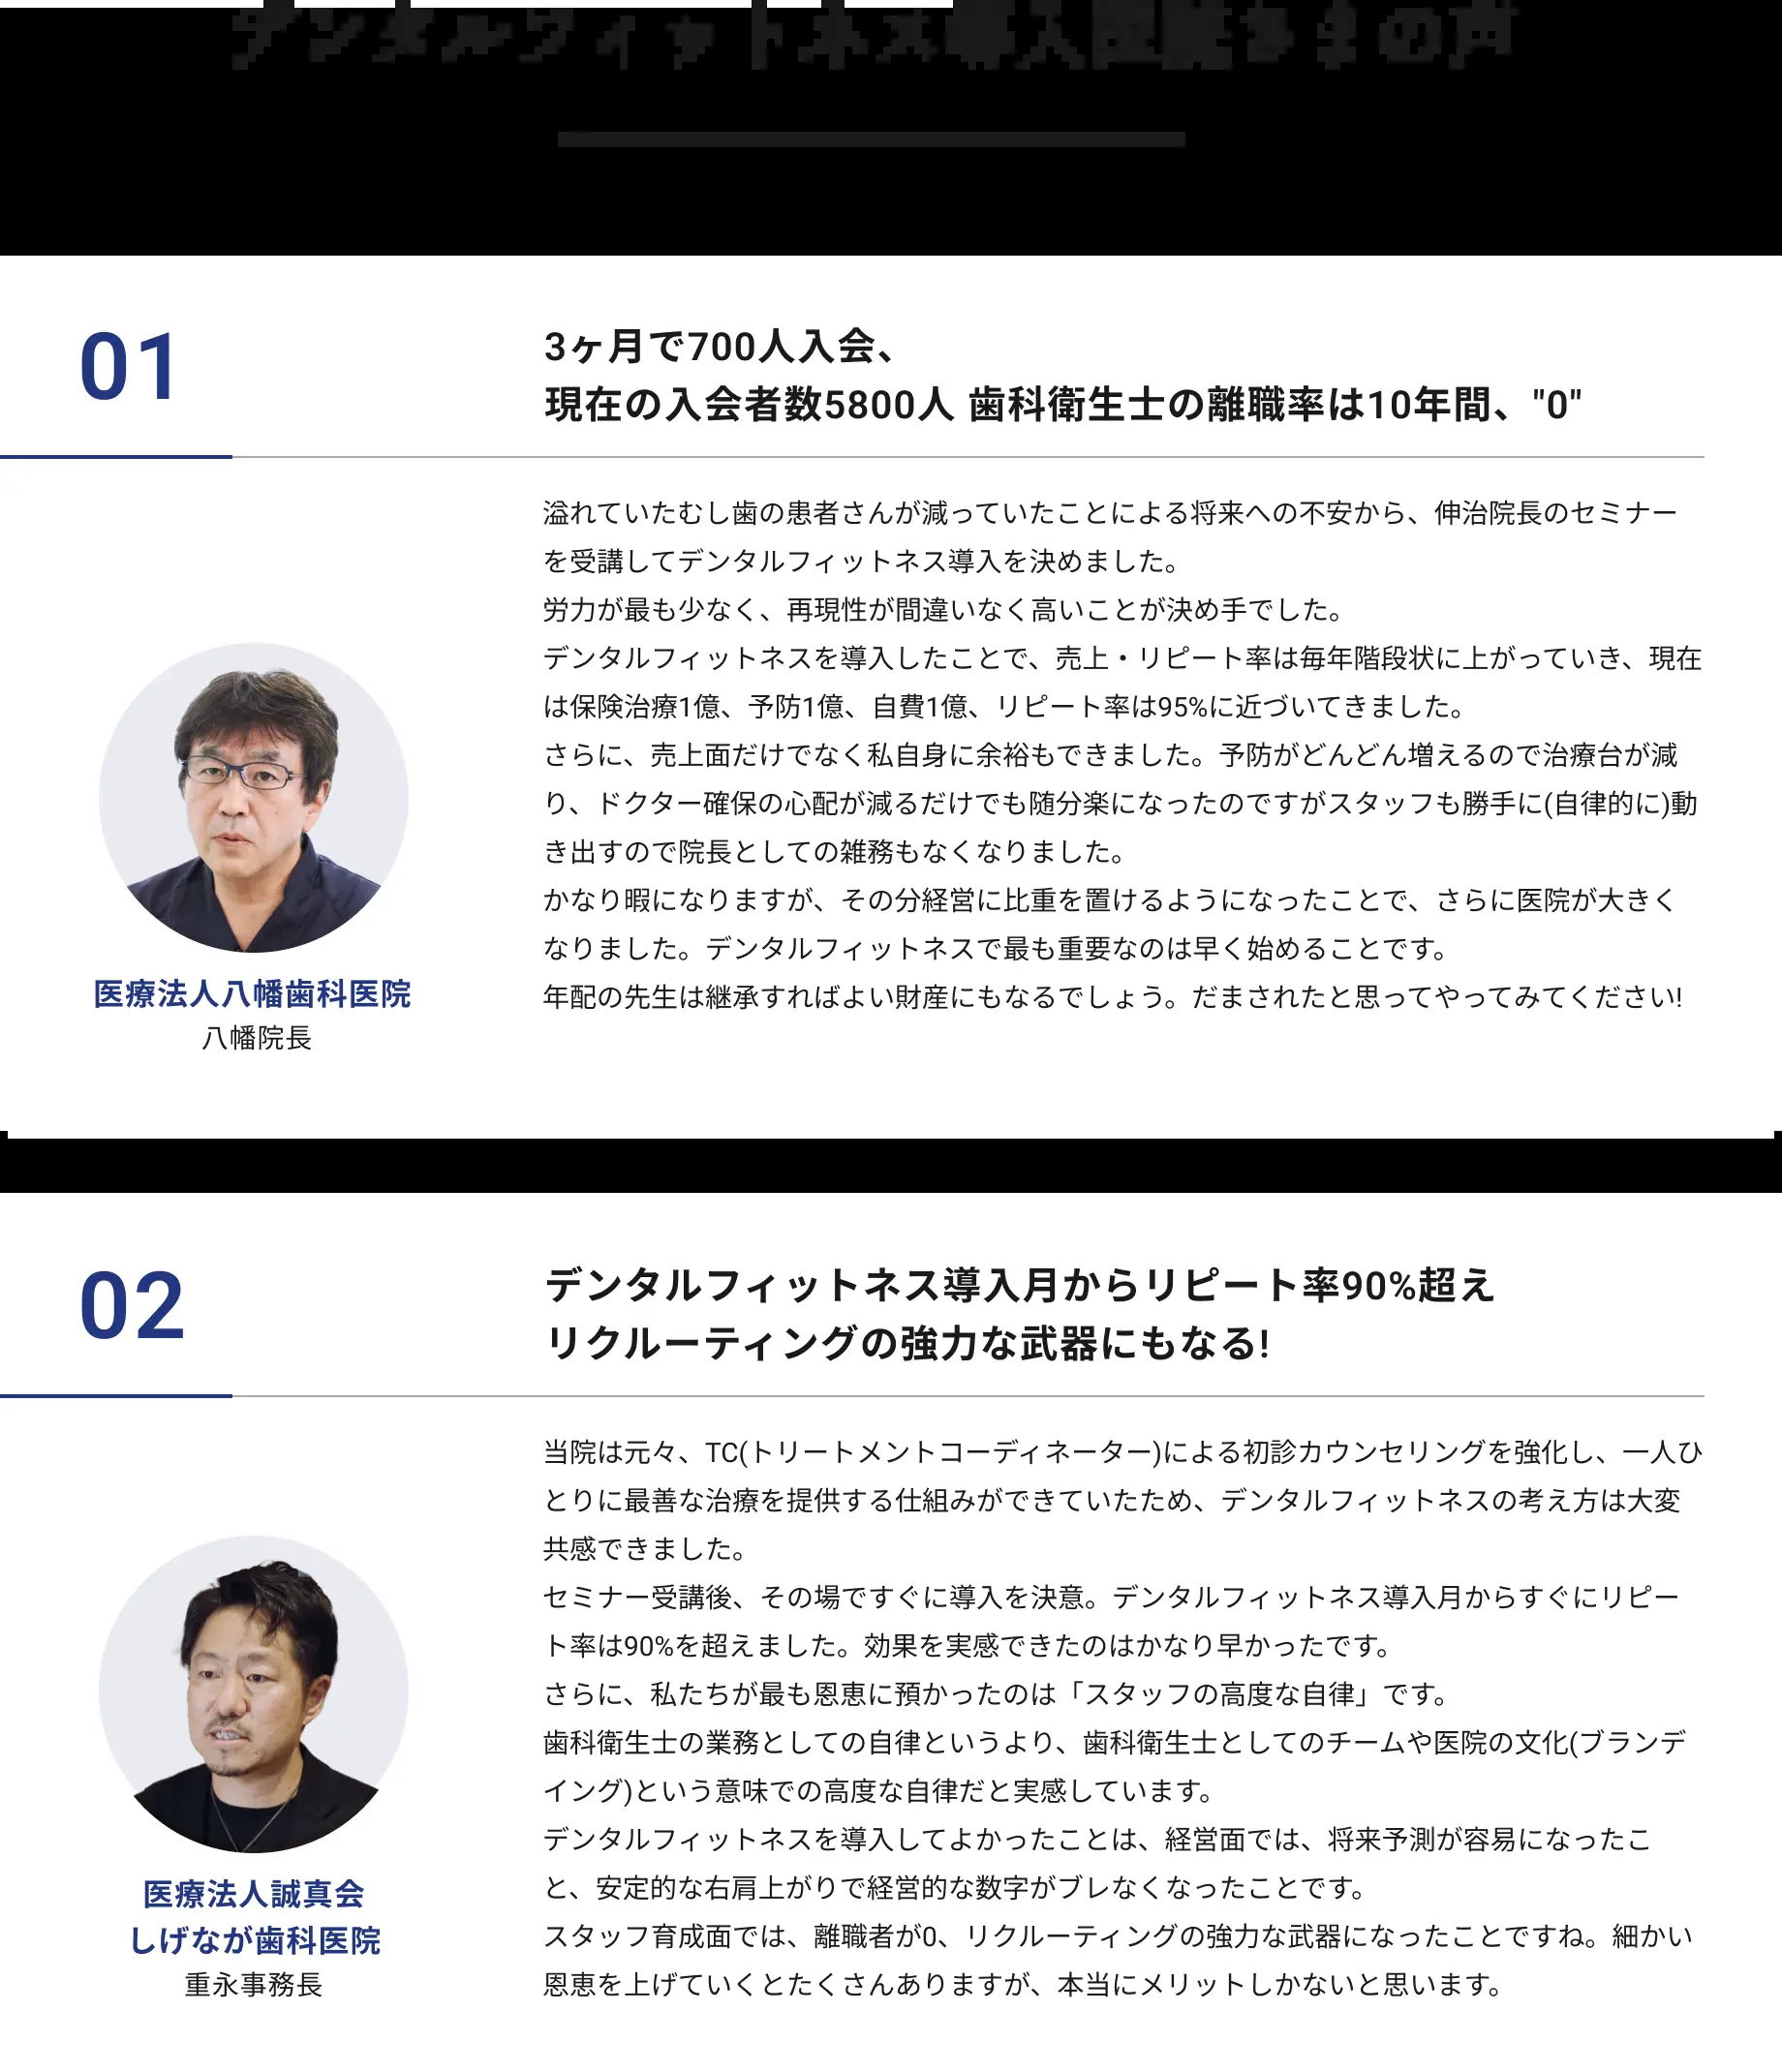 デンタルフィットネス導入医院さまの声
01
3ヶ月で700人入会、
現在の入会者数5800人 歯科衛生士の離職率は10年間、"0"
溢れていたむし歯の患者さんが減っていたことによる将来への不安から、伸治院長のセミナー
を受講してデンタルフィットネス導入を決めました。
労力が最も少なく、再現性が間違いなく高いことが決め手でした。
デンタルフィットネスを導入したことで、売上・リピート率は毎年階段状に上がっていき、現在
は保険治療1億、予防1億、自費1億、リピート率は95%に近づいてきました。
さらに、売上面だけでなく私自身に余裕もできました。予防がどんどん増えるので治療台が減
り、ドクター確保の心配が減るだけでも随分楽になったのですがスタッフも勝手に(自律的に)動
き出すので院長としての雑務もなくなりました。
かなり暇になりますが、その分経営に比重を置けるようになったことで、さらに医院が大きく
なりました。デンタルフィットネスで最も重要なのは早く始めることです。
年配の先生は継承すればよい財産にもなるでしょう。だまされたと思ってやってみてください!
医療法人八幡歯科医院
八幡院長
02
デンタルフィットネス導入月からリピート率90%超え
リクルーティングの強力な武器にもなる!
当院は元々、TC(トリートメントコーディネーター)による初診カウンセリングを強化し、一人ひ
とりに最善な治療を提供する仕組みができていたため、デンタルフィットネスの考え方は大変
共感できました。
セミナー受講後、その場ですぐに導入を決意。デンタルフィットネス導入月からすぐにリピー
ト率は90%を超えました。効果を実感できたのはかなり早かったです。
さらに、私たちが最も恩恵に預かったのは「スタッフの高度な自律」です。
歯科衛生士の業務としての自律というより、歯科衛生士としてのチームや医院の文化(ブランデ
イング)という意味での高度な自律だと実感しています。
デンタルフィットネスを導入してよかったことは、経営面では、将来予測が容易になったこ
と、安定的な右肩上がりで経営的な数字がブレなくなったことです。
スタッフ育成面では、離職者が0、リクルーティングの強力な武器になったことですね。細かい
恩恵を上げていくとたくさんありますが、本当にメリットしかないと思います。
医療法人誠真会
しげなが歯科医院
重永事務長